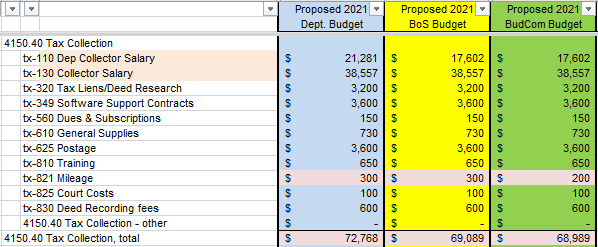 Proposed 2021 Proposed 2021 Proposed 2021
Dept. Budget BoS Budget BudCom Budget
4150.40 Tax Collection
tx-110 Dep Collector Salary $ 21,281 $ 17,602 $ 17,602
tx-130 Collector Salary $ 38,557 $ 38,557 $ 38,557
tx-320 Tax Liens/Deed Research $ 3,200 $ 3,200 $ 3,200
tx-349 Software Support Contracts $ 3,600 $ 3,600 $ 3,600
tx-560 Dues & Subscriptions $ 150 $ 150 $ 150
tx-610 General Supplies $ 730 $ 730 $ 730
tx-625 Postage $ 3,600 $ 3,600 $ 3,600
tx-810 Training $ 650 $ 650 $ 650
tx-821 Mileage $ 300 $ 300 $ 200
tx-825 Court Costs $ 100 $ 100 $ 100
tx-830 Deed Recording fees $ 600 $ 600 $ 600
4150.40 Tax Collection - other $ - $ - $ -
4150.40 Tax Collection, total $ 72,768 $ 69,089 $ 68,989